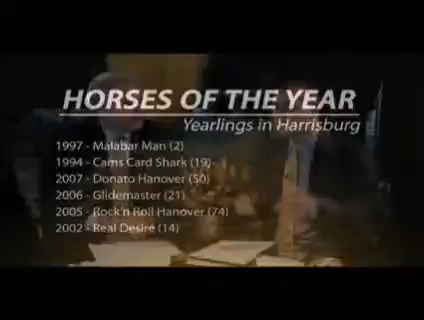 HORSES OF THE YEAR
Yearlings in Harrisburg
1997 - Malabar Man (2)
1994 - Cams Card Shark (19)
2007 - Donato Hanover (50)
2006 - Glidemaster (21)
2005 - Rock'n Roll Hanover (74)
2002 - Real Desire (14)